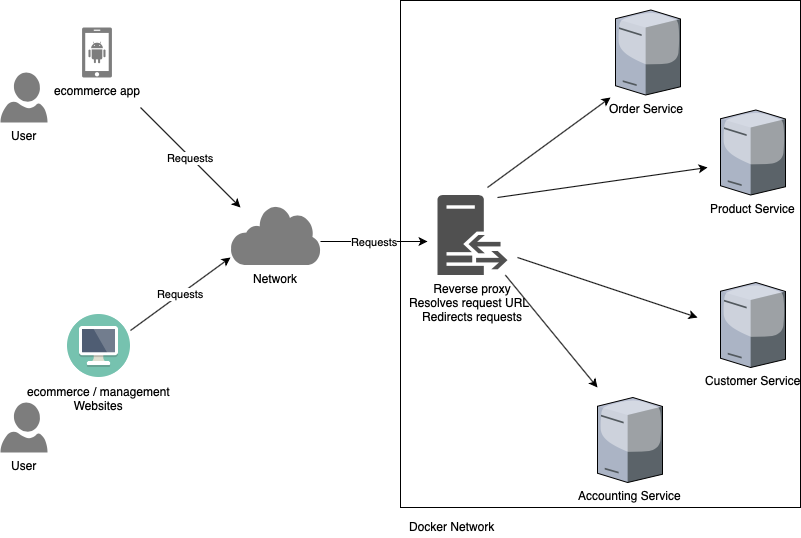 ecommerce app
User
Requests
Network
Requests
Requests
ecommerce / management
Websites
User
Order Service
Product Service
Reverse proxy
Resolves request URL
Redirects requests
Customer Service
Accounting Service
Docker Network